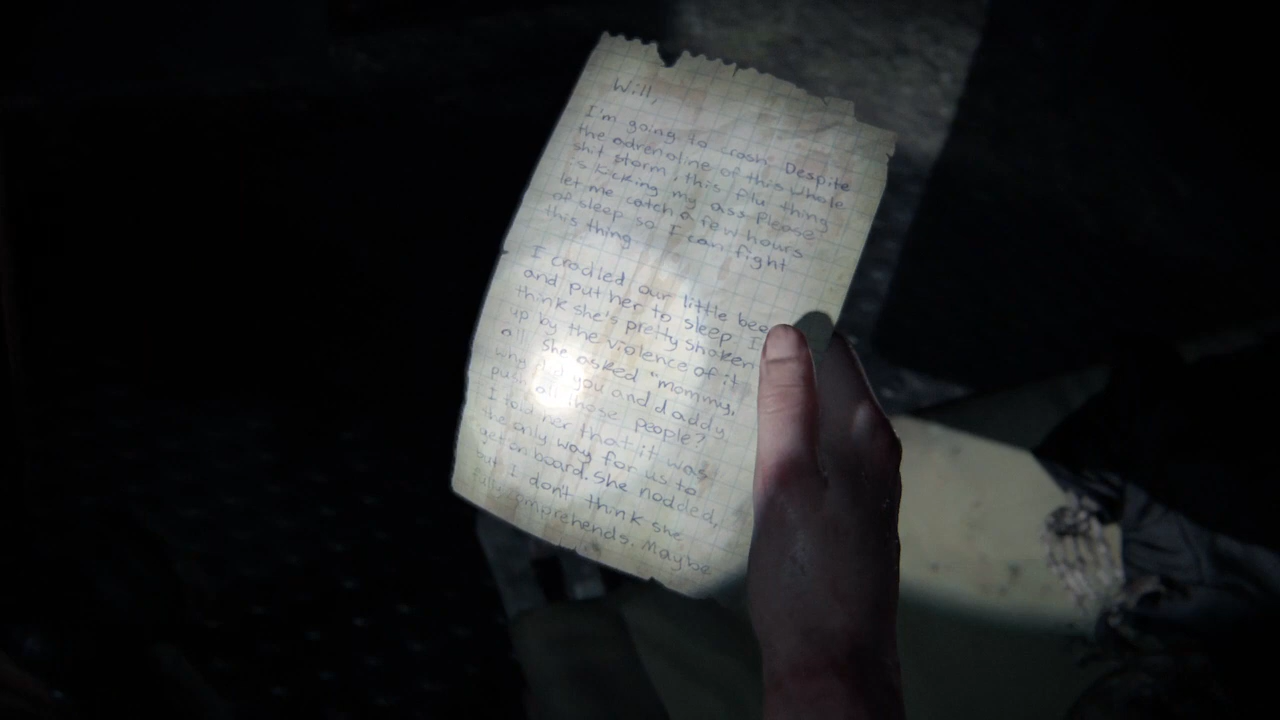 Will,
I'm going to crash. Despite
the adrenaline of this whole
shit storm, this flu thing
is kicking my ass. Please
let me catch a few hours
of sleep so I can fight
this thing
I cradled our little bee
and put her to sleep. I
think she's pretty shaken
up by the violence of it
all. She asked "mommy,
why did you and daddy
all those people?
I told her that it was
the only way for us to
get on board. She nodded,
but I don't think she
fully comprehends. Maybe